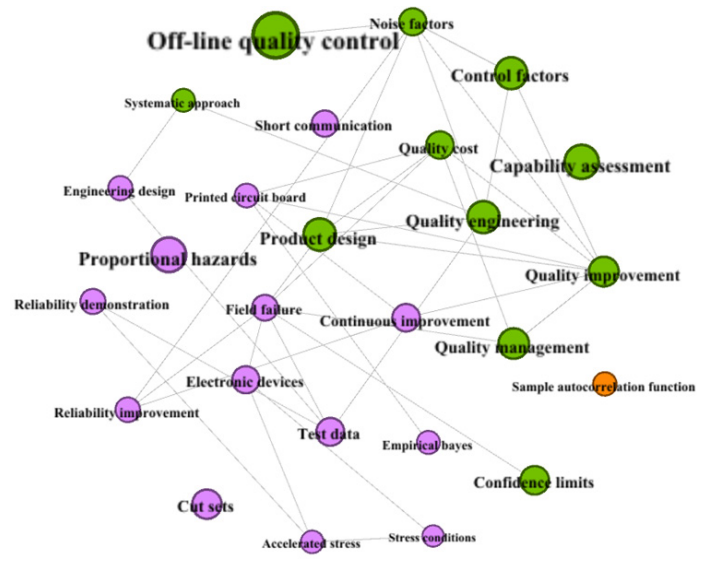 Noise factors
Off-line quality control
Control factors
Systematic approach
Short communication
Quality cost
Capability assessment
Engineering design
Printed circuit board
Quality engineering
Product design
Proportional hazards
Quality improvement
Reliability demonstration
Field failure
Continuous improvement
Quality management
Electronic devices
Sample autocorrelation function
Reliability improvement
Test data
Empirical bayes
Confidence limits
Cut sets
Accelerated stress
Stress conditions